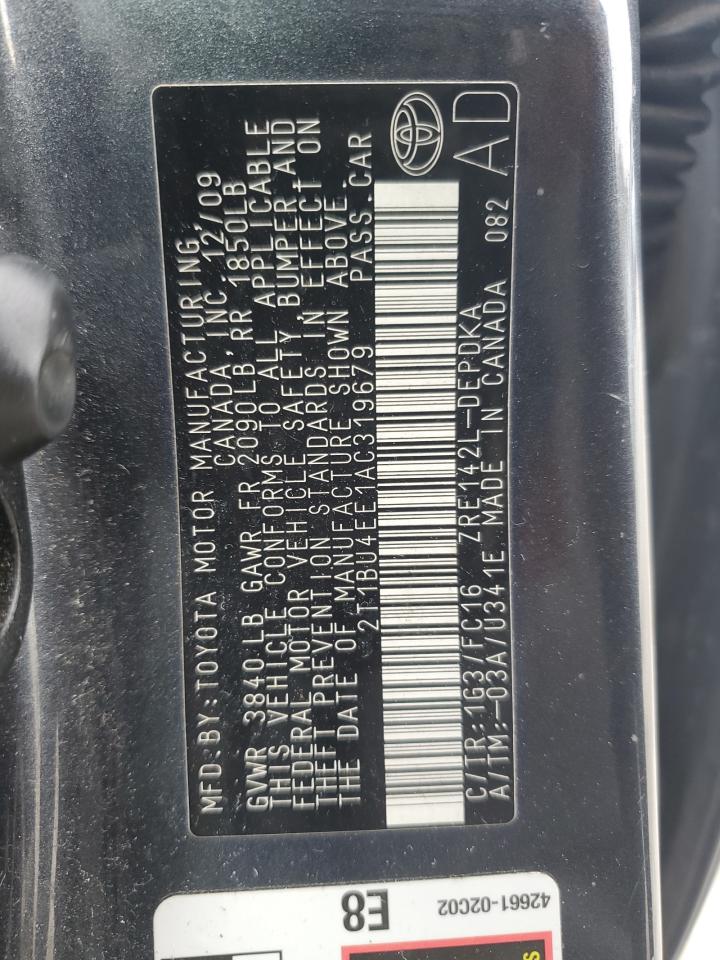 MFD.BY:TOYOTA MOTOR MANUFACTURING
CANADA, INC. 12/09
GVWR 3840 LB GAWR FR 2090LB RR 1850LB
THIS VEHICLE CONFORMS TO ALL APPLICABLE
FEDERAL MOTOR VEHICLE SAFETY, BUMPER AND
THEFT PREVENTION STANDARDS IN EFFECT ON
THE DATE OF MANUFACTURE SHOWN ABOVE.
2T1BU4EE1AC319679 PASS.CAR
C/TR:1G3/FC16 ZRE142L-DEPDKA
A/TM:-03A/U341E MADE IN CANADA 082
AD
E8
42661-02C02